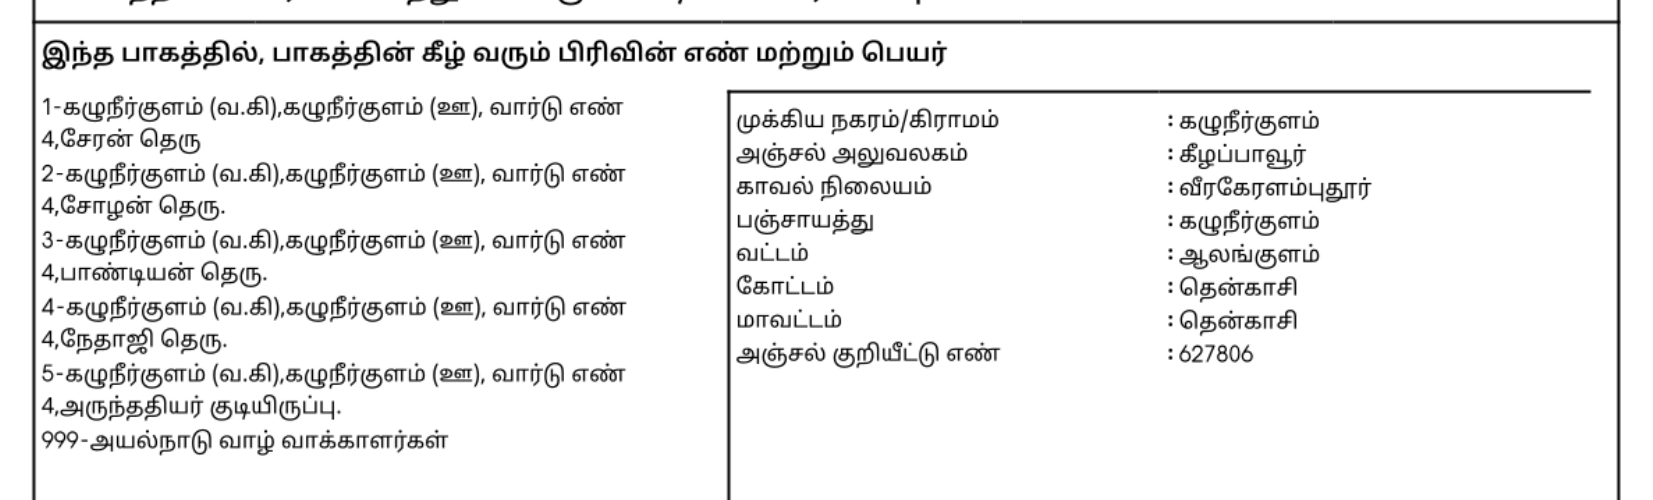 இந்த பாகத்தில், பாகத்தின் கீழ் வரும் பிரிவின் எண் மற்றும் பெயர்
1-கழுநீர்குளம் (வ.கி),கழுநீர்குளம் (ஊ), வார்டு எண்
4,சேரன் தெரு
2-கழுநீர்குளம் (வ.கி),கழுநீர்குளம் (ஊ), வார்டு எண்
4,சோழன் தெரு.
3-கழுநீர்குளம் (வ.கி),கழுநீர்குளம் (ஊ), வார்டு எண்
4,பாண்டியன் தெரு.
4-கழுநீர்குளம் (வ.கி),கழுநீர்குளம் (ஊ), வார்டு எண்
4,நேதாஜி தெரு.
5-கழுநீர்குளம் (வ.கி),கழுநீர்குளம் (ஊ), வார்டு எண்
4,அருந்ததியர் குடியிருப்பு.
999-அயல்நாடு வாழ் வாக்காளர்கள்
முக்கிய நகரம்/கிராமம் : கழுநீர்குளம்
அஞ்சல் அலுவலகம் : கீழப்பாவூர்
காவல் நிலையம் : வீரகேரளம்புதூர்
பஞ்சாயத்து : கழுநீர்குளம்
வட்டம் : ஆலங்குளம்
கோட்டம் : தென்காசி
மாவட்டம் : தென்காசி
அஞ்சல் குறியீட்டு எண் : 627806